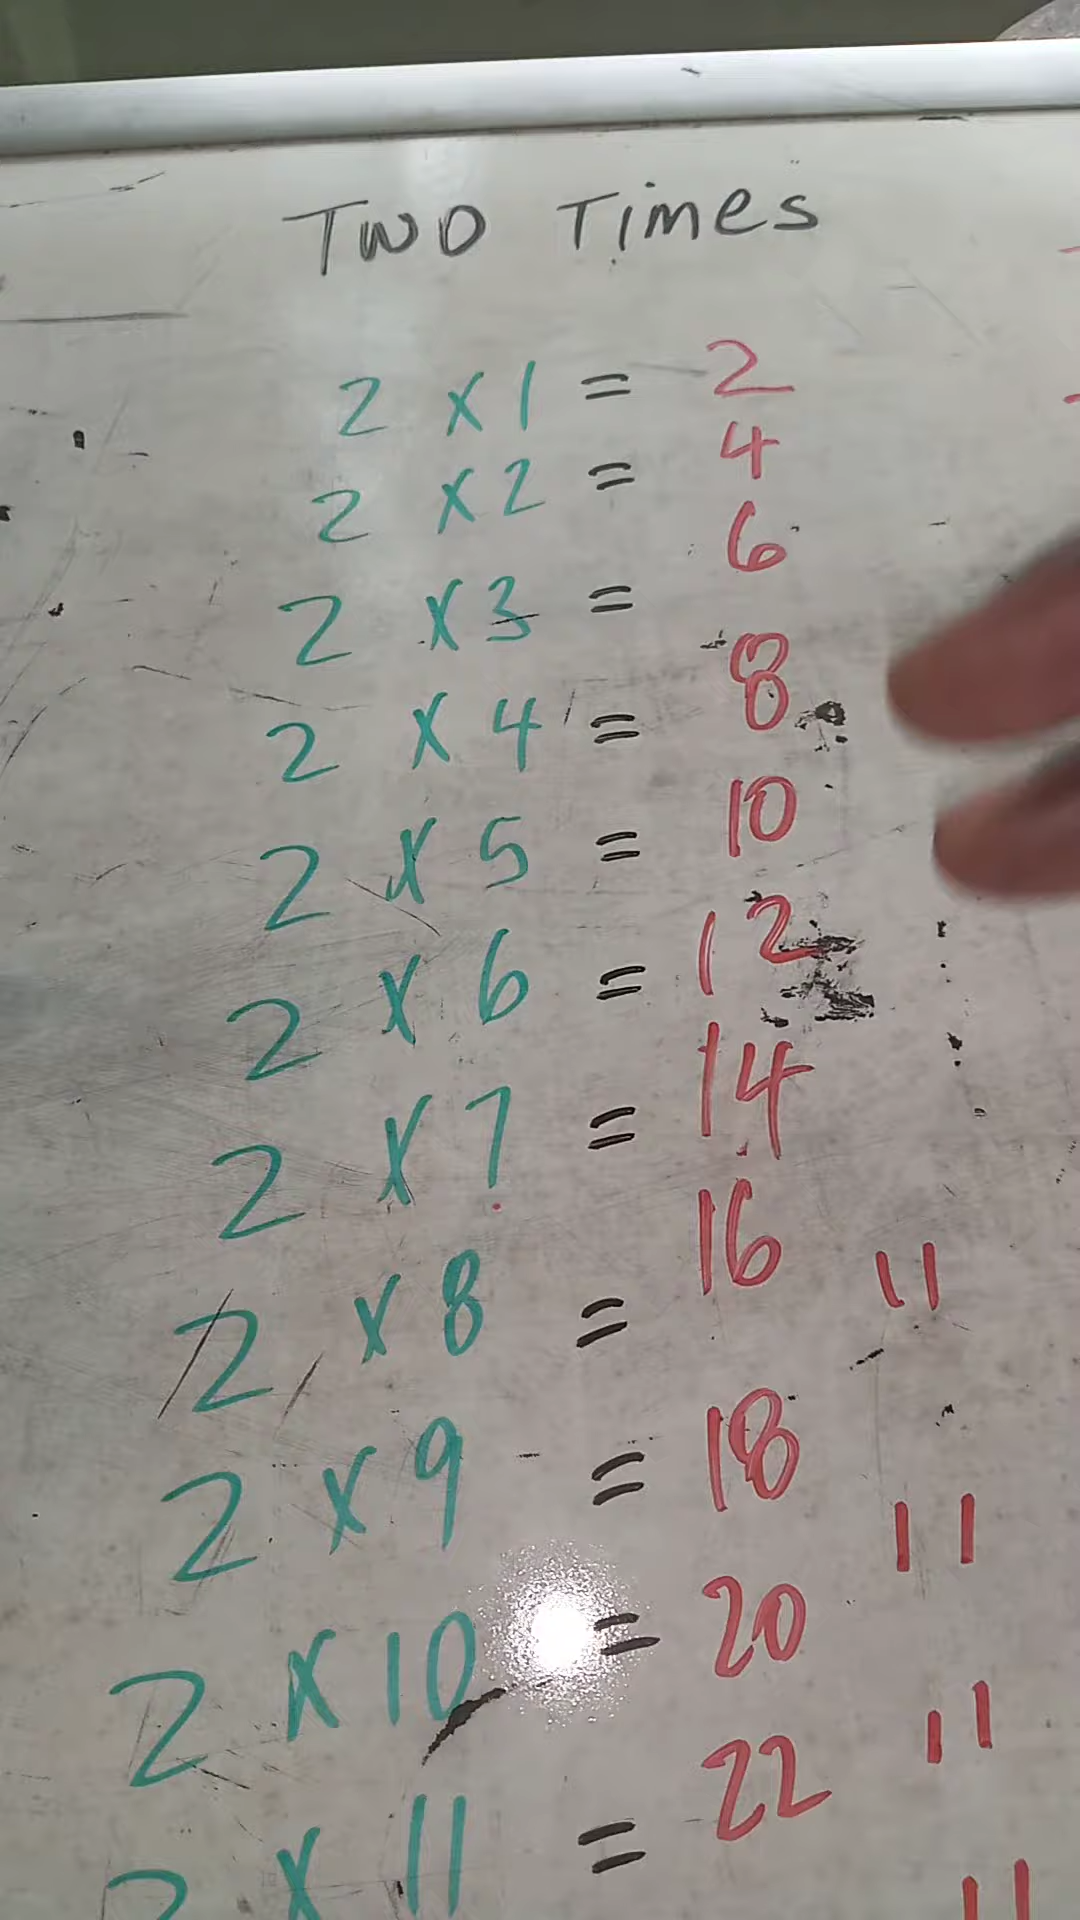 TWO Times
2 x 1 = 2
2 x 2 = 4
2 x 3 = 6
2 x 4 = 8
2 x 5 = 10
2 x 6 = 12
2 x 7 = 14
2 x 8 = 16 11
2 x 9 = 18 11
2 x 10 = 20 11
2 x 11 = 22 11